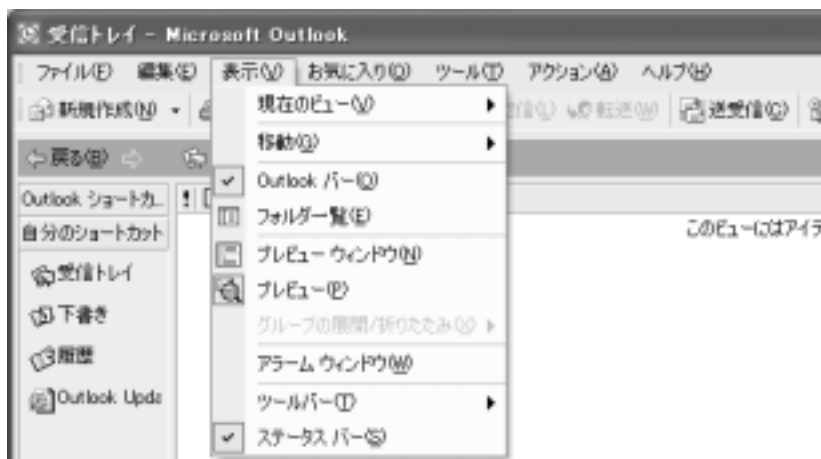 受信トレイ - Microsoft Outlook
ファイル(F) 編集(E) 表示(V) お気に入り(O) ツール(T) アクション(A) ヘルプ(H)
新規作成(N) 転送(W) 送受信(C)
戻る(B)
現在のビュー(V)
移動(G)
Outlook バー(O)
フォルダ一覧(E)
プレビュー ウィンドウ(N)
プレビュー(P)
グループの展開/折りたたみ(X)
アラーム ウィンドウ(W)
ツールバー(T)
ステータス バー(S)
Outlook ショートカ...
自分のショートカット
受信トレイ
下書き
履歴
Outlook Upda
このビューにはアイテ